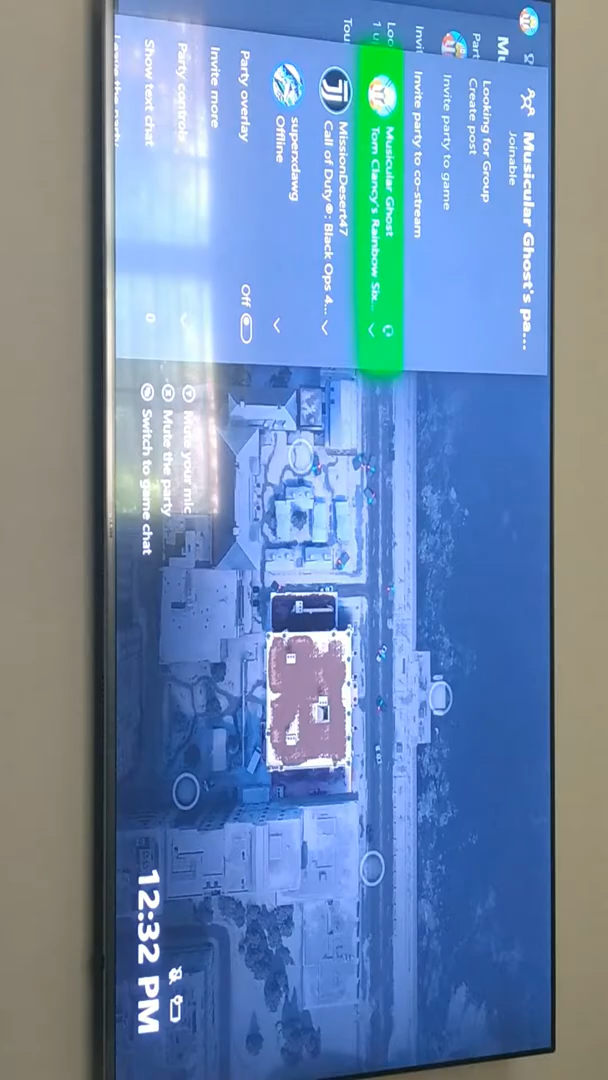 Musicular Ghost's pa...
Joinable
Looking for Group
Create post
Invite party to game
Invite party to co-stream
Musicular Ghost
Tom Clancy's Rainbow Six...
MissionDesert47
Call of Duty®: Black Ops 4...
superxdawg
Offline
Party overlay
Off
Invite more
Party controls
Show text chat
0
Leave the party
Mute your mic
Mute the party
Switch to game chat
12:32 PM